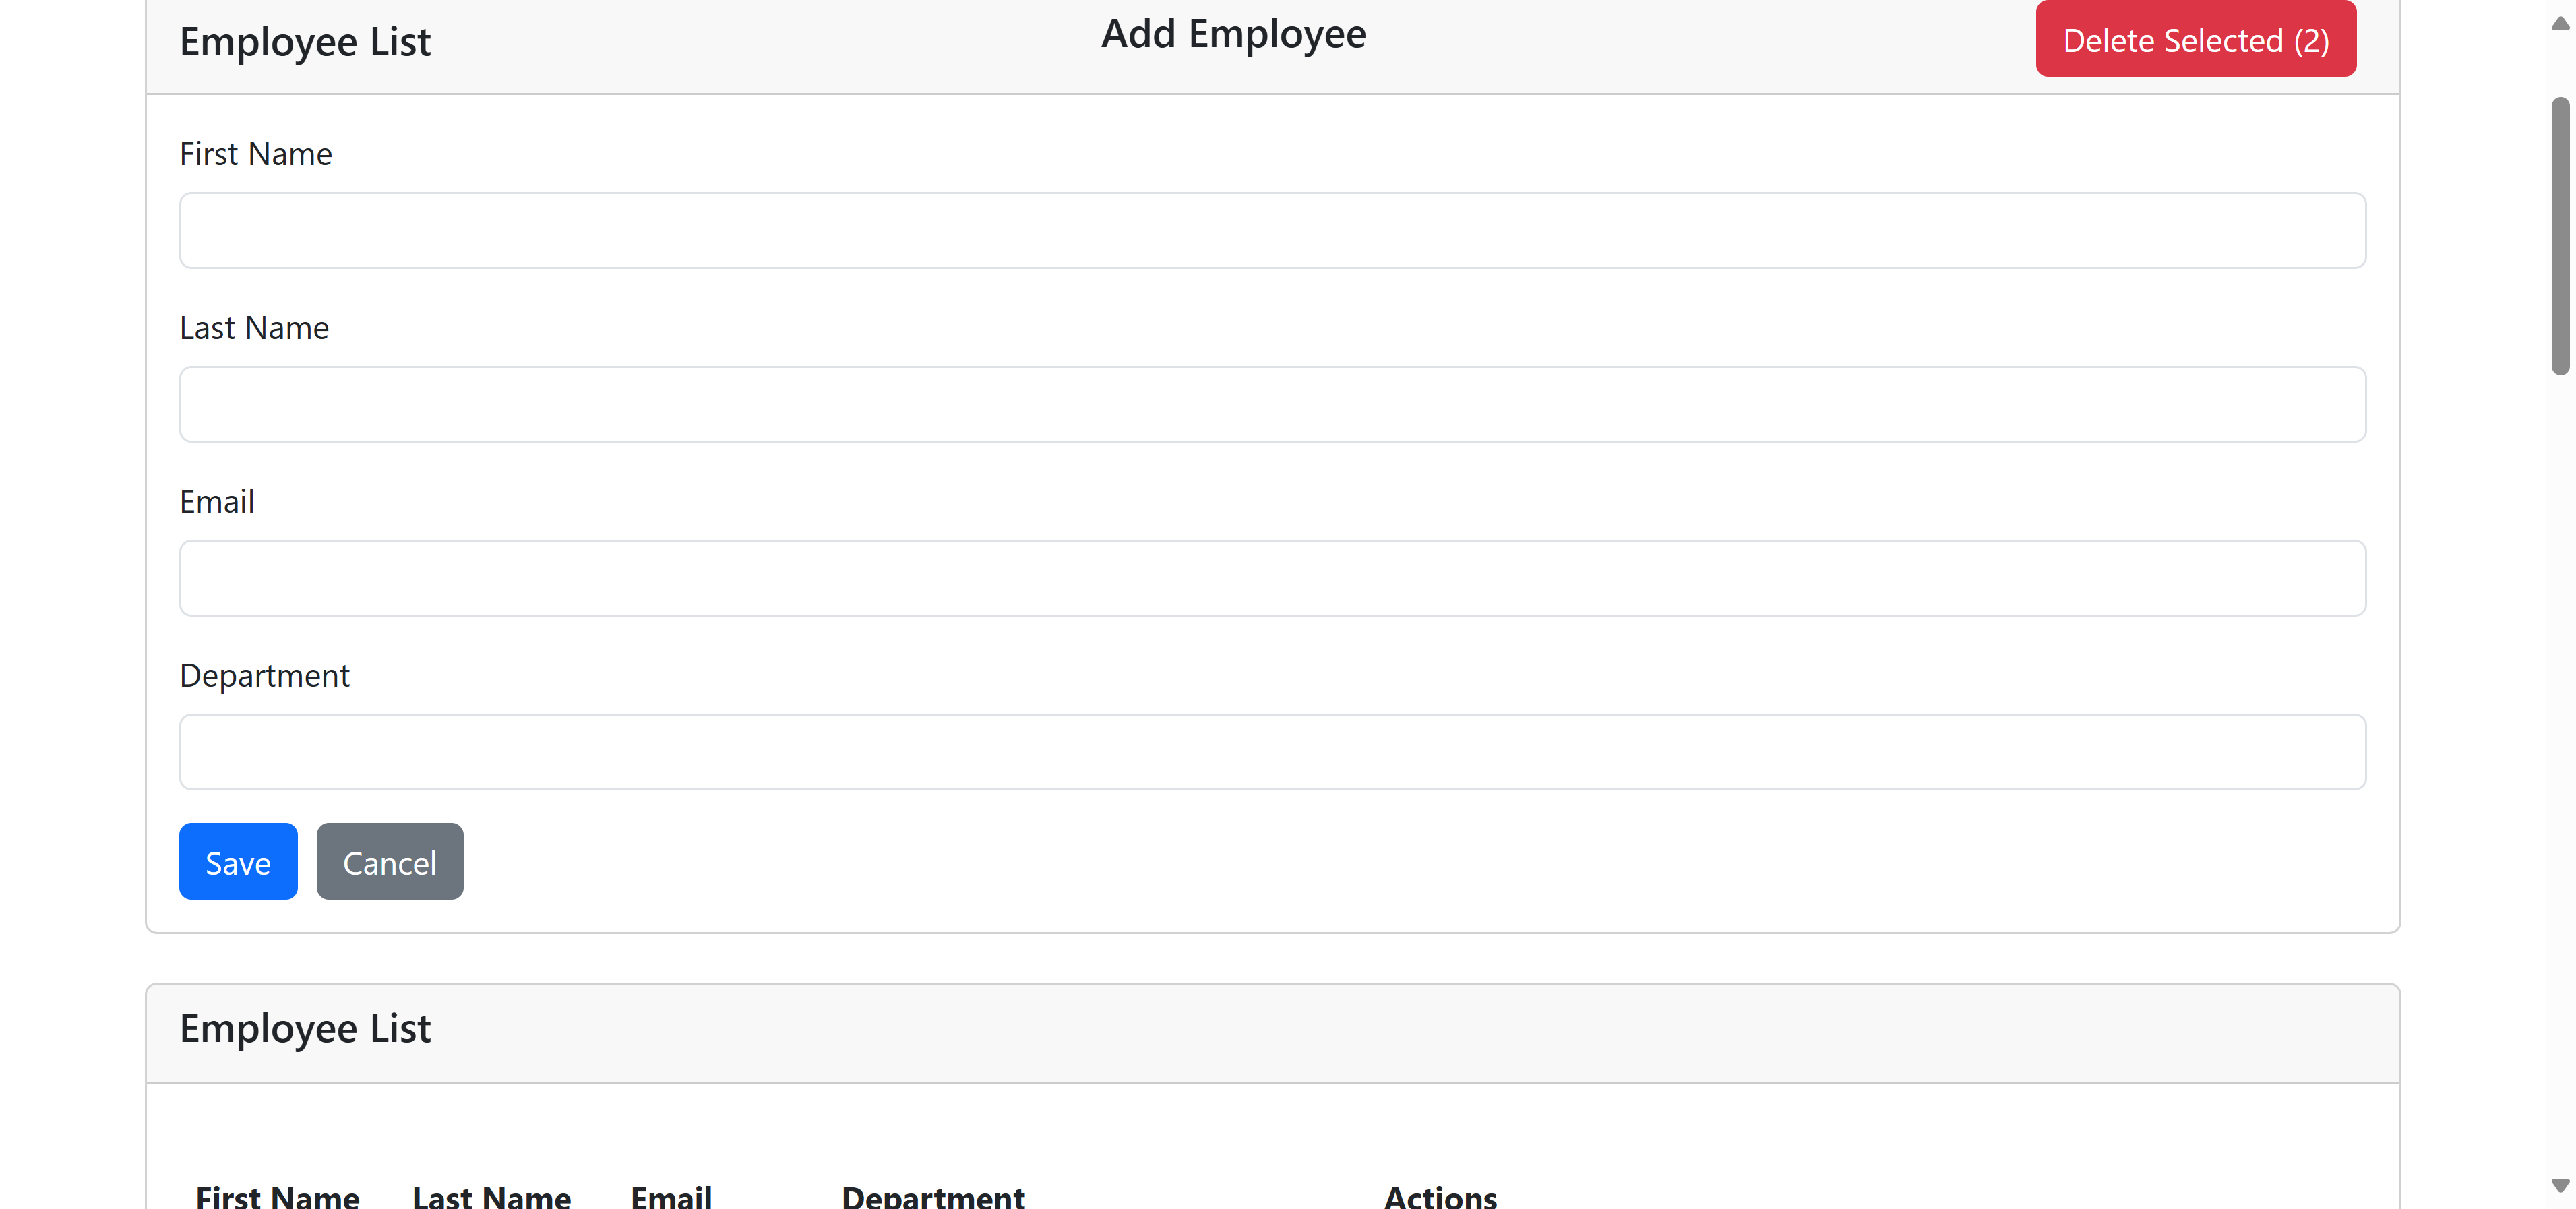 Employee List Add Employee Delete Selected (2)
First Name
Last Name
Email
Department
Save Cancel
Employee List
First Name Last Name Email Department Actions